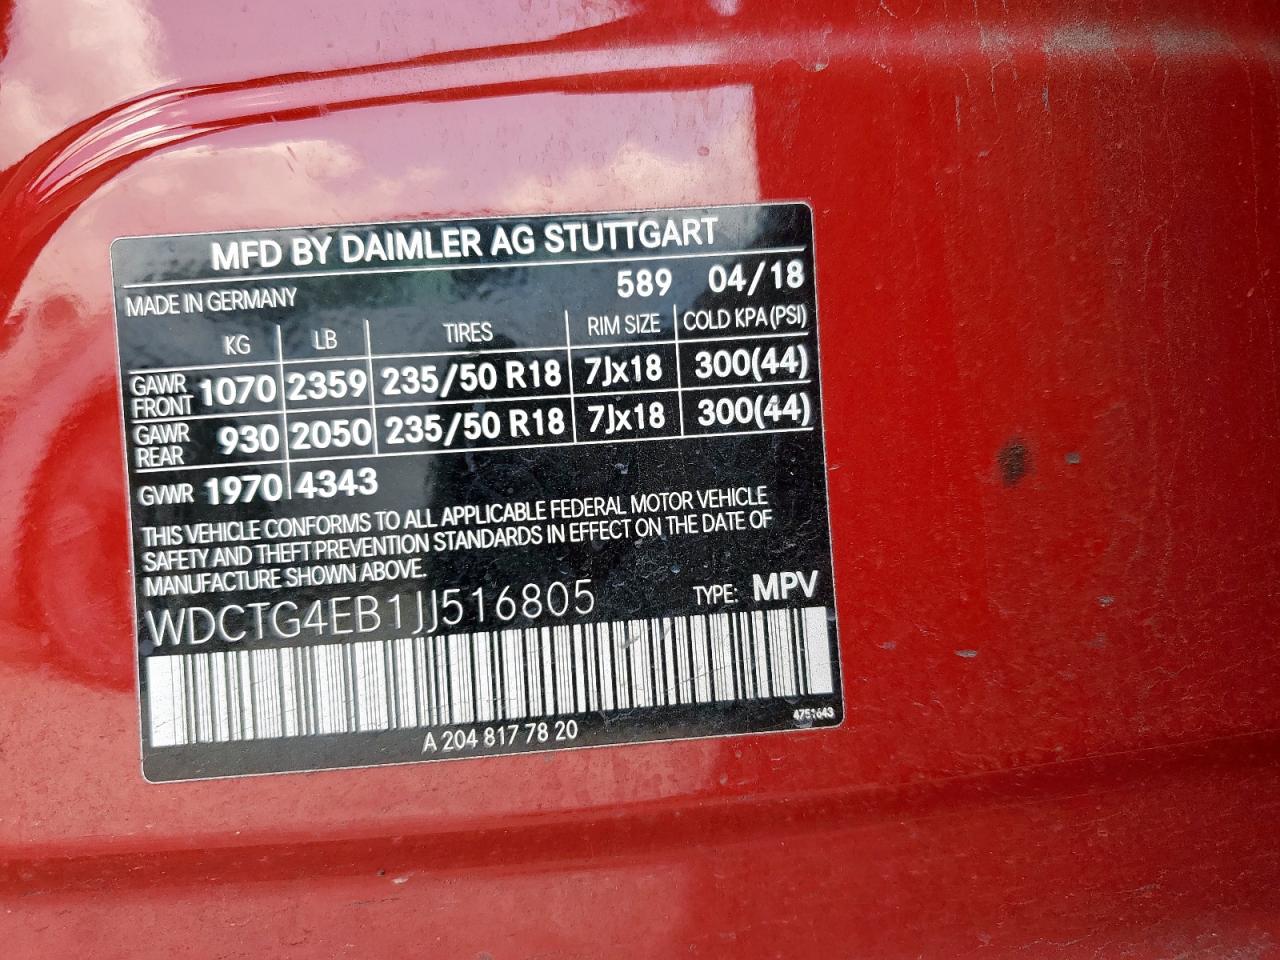 MFD BY DAIMLER AG STUTTGART
589 04/18
MADE IN GERMANY
KG LB TIRES RIM SIZE COLD KPA (PSI)
GAWR FRONT 1070 2359 235/50 R18 7Jx18 300(44)
GAWR REAR 930 2050 235/50 R18 7Jx18 300(44)
GVWR 1970 4343
THIS VEHICLE CONFORMS TO ALL APPLICABLE FEDERAL MOTOR VEHICLE
SAFETY AND THEFT PREVENTION STANDARDS IN EFFECT ON THE DATE OF
MANUFACTURE SHOWN ABOVE.
WDCTG4EB1JJ516805 TYPE: MPV
4751643
A 204 817 78 20